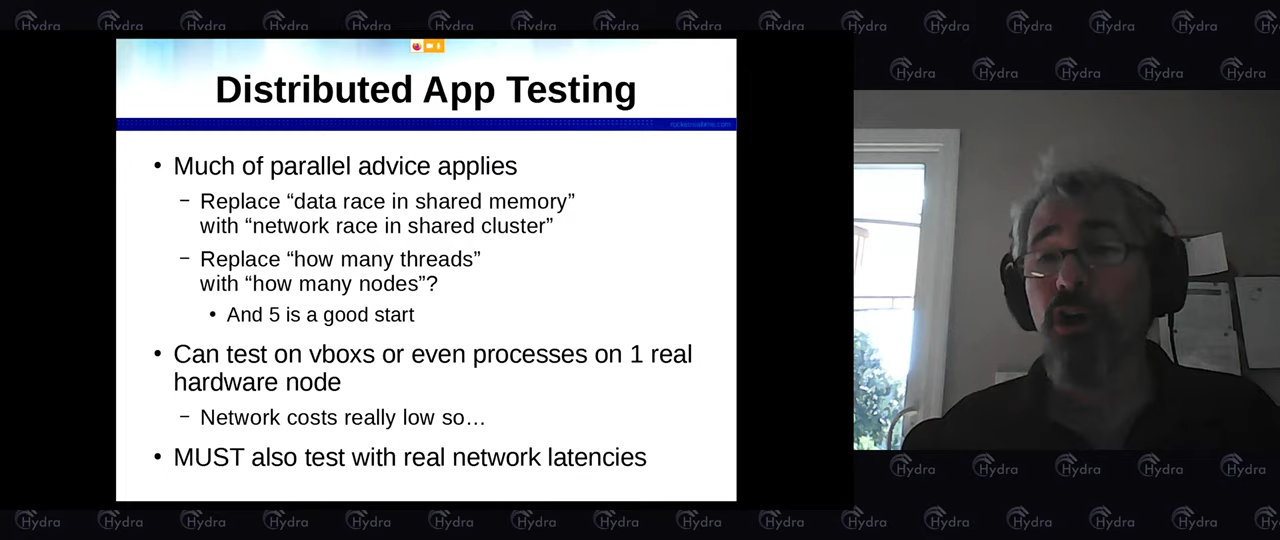 Distributed App Testing
rocketrealtime.com
• Much of parallel advice applies
– Replace “data race in shared memory”
with “network race in shared cluster”
– Replace “how many threads”
with “how many nodes”?
• And 5 is a good start
• Can test on vboxs or even processes on 1 real
hardware node
– Network costs really low so…
• MUST also test with real network latencies
Hydra